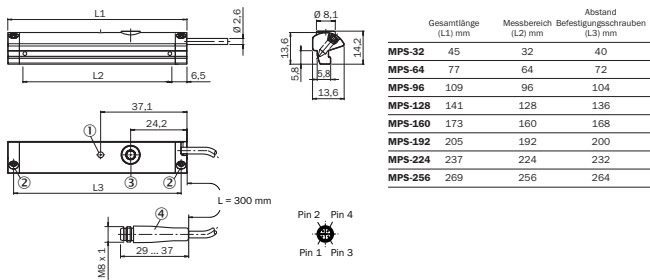 L1
Ø 2,6
L2
6,5
Ø 8,1
13,6
14,2
5,8
5,8
13,6
37,1
24,2
①
②
③
②
L3
L = 300 mm
④
M8 x 1
29 ... 37
Pin 2 Pin 4
Pin 1 Pin 3
Gesamtlänge (L1) mm
Messbereich (L2) mm
Abstand Befestigungsschrauben (L3) mm
MPS-32 45 32 40
MPS-64 77 64 72
MPS-96 109 96 104
MPS-128 141 128 136
MPS-160 173 160 168
MPS-192 205 192 200
MPS-224 237 224 232
MPS-256 269 256 264